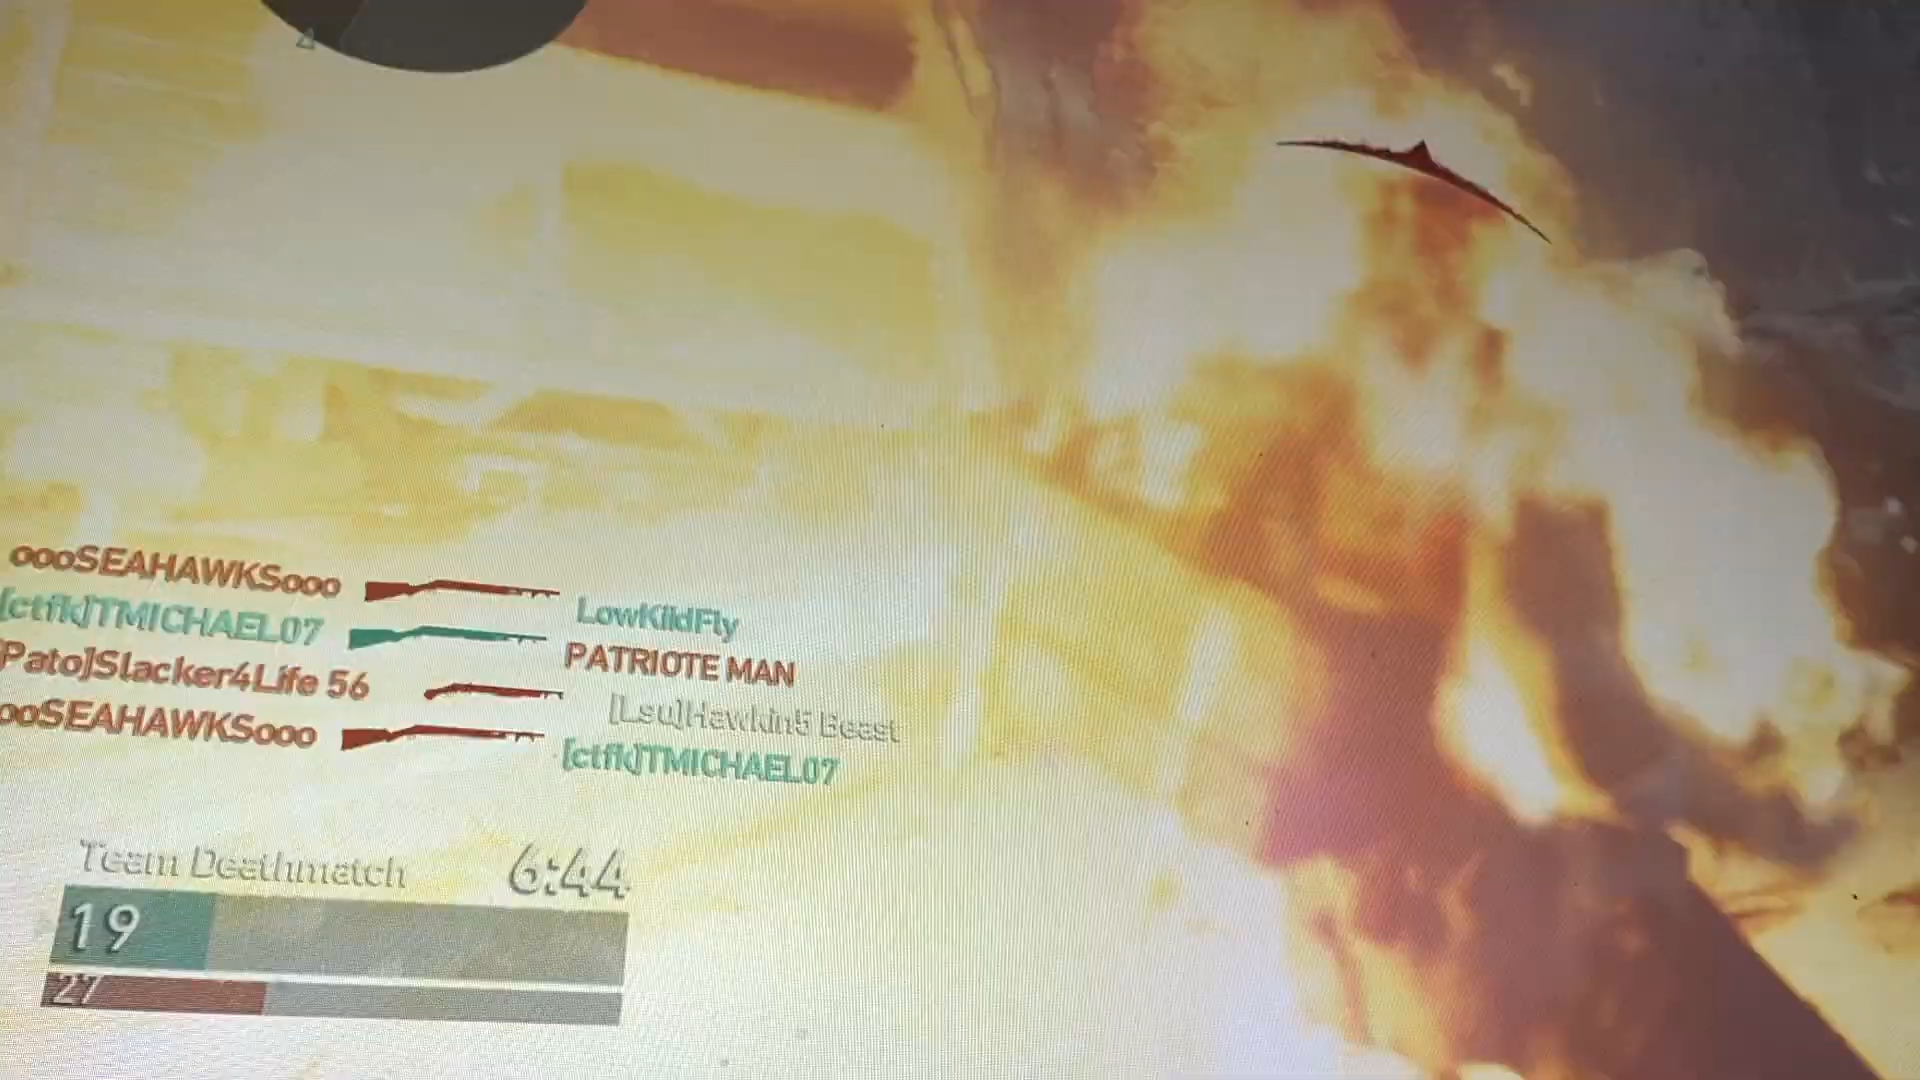 oooSEAHAWKSooo LowKildFly
[ctfk]TMICHAEL07 PATRIOTE MAN
Pato]Slacker4Life 56 [Lsu]Hawkin5 Beast
ooSEAHAWKSooo [ctfk]TMICHAEL07
Team Deathmatch 6:44
19
27